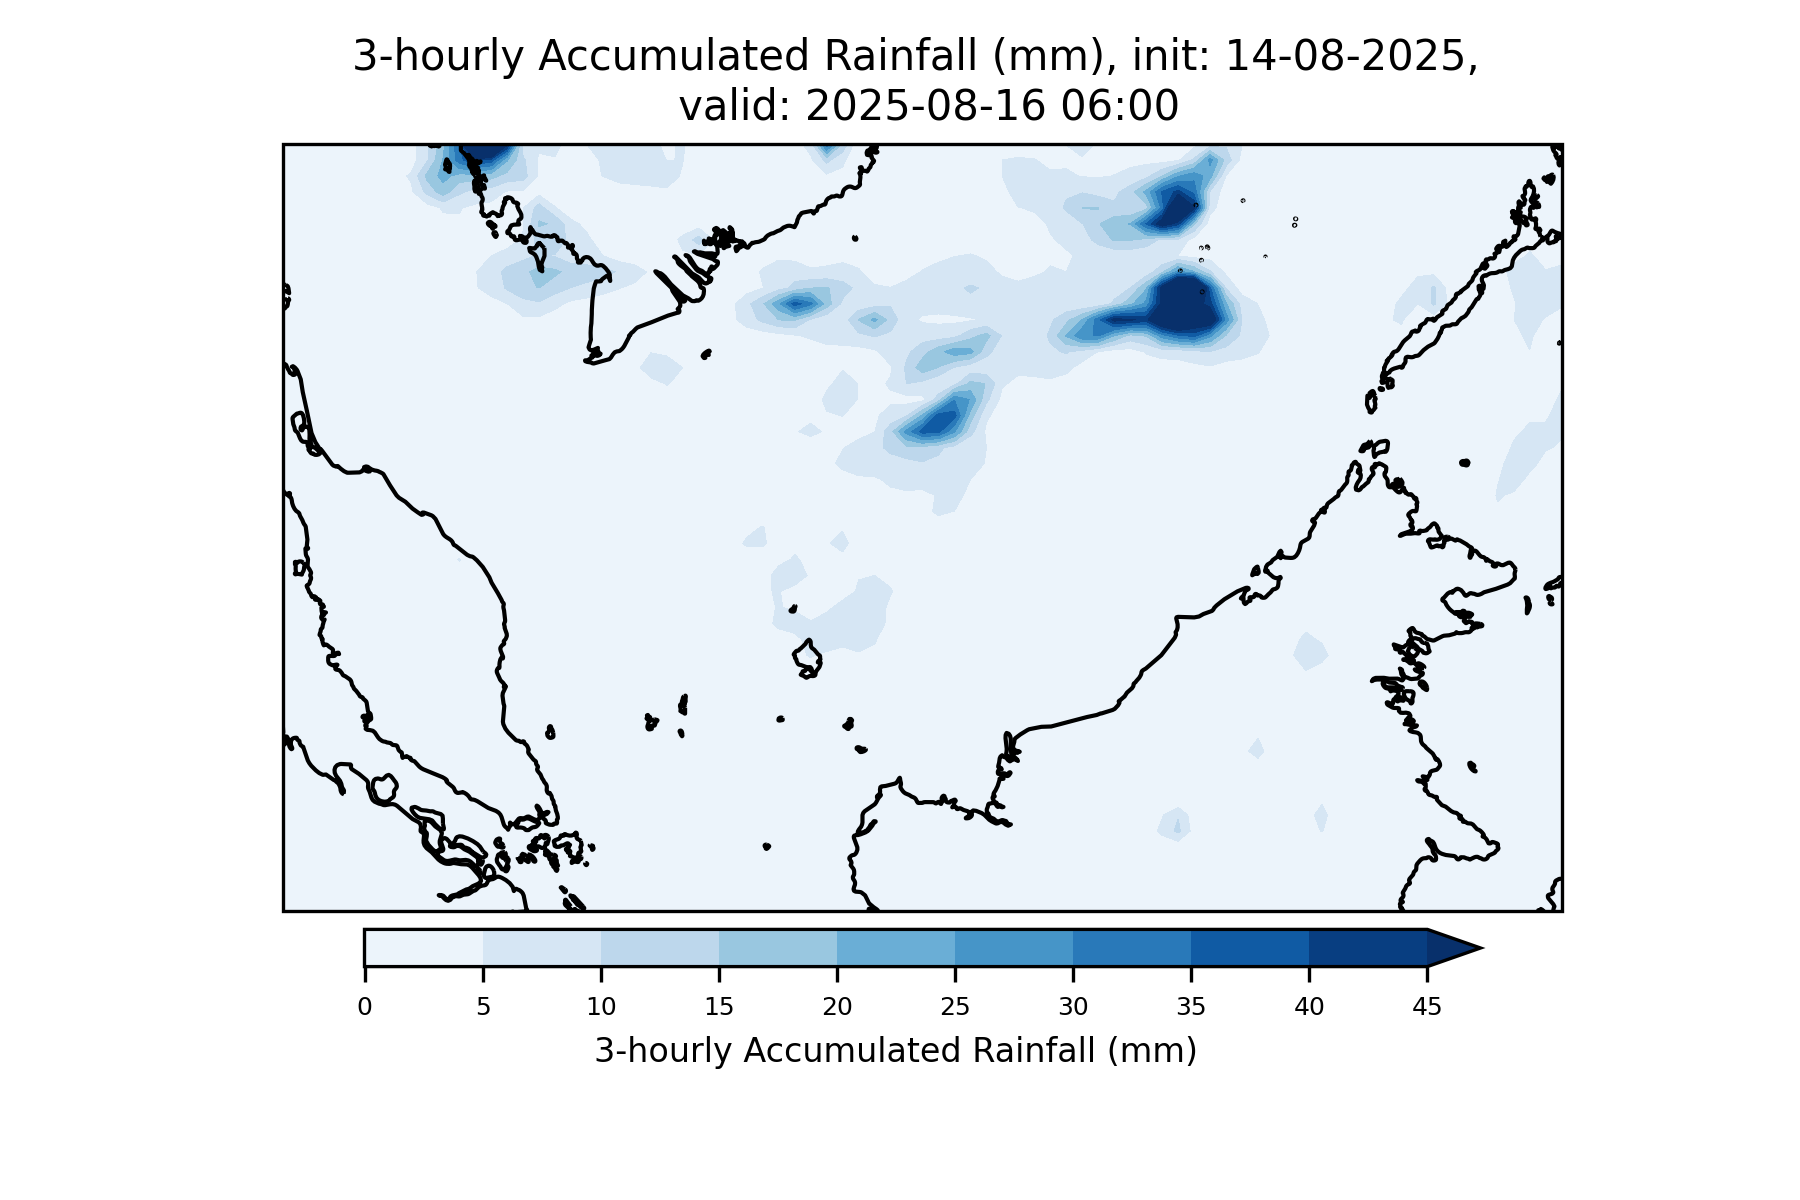 3-hourly Accumulated Rainfall (mm), init: 14-08-2025,
valid: 2025-08-16 06:00
0 5 10 15 20 25 30 35 40 45
3-hourly Accumulated Rainfall (mm)